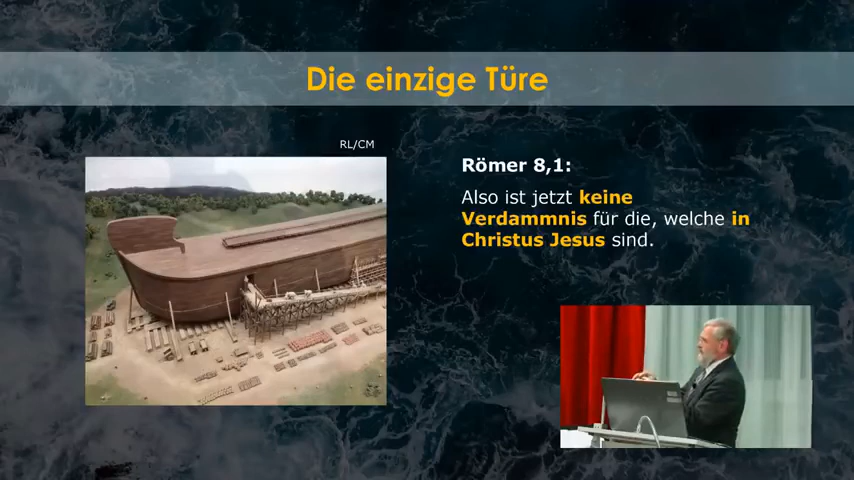 Die einzige Türe
RL/CM
Römer 8,1:
Also ist jetzt keine
Verdammnis für die, welche in
Christus Jesus sind.